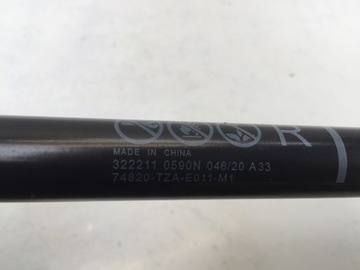 R
MADE IN CHINA
322211 0590N 046/20 A33
74820-TZA-E011-M1